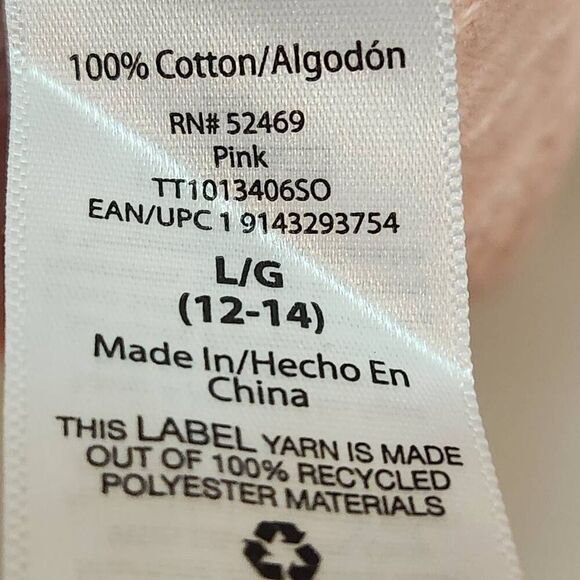 100% Cotton/Algodón
RN# 52469
Pink
TT1013406SO
EAN/UPC 1 9143293754
L/G
(12-14)
Made In/Hecho En
China
THIS LABEL YARN IS MADE
OUT OF 100% RECYCLED
POLYESTER MATERIALS